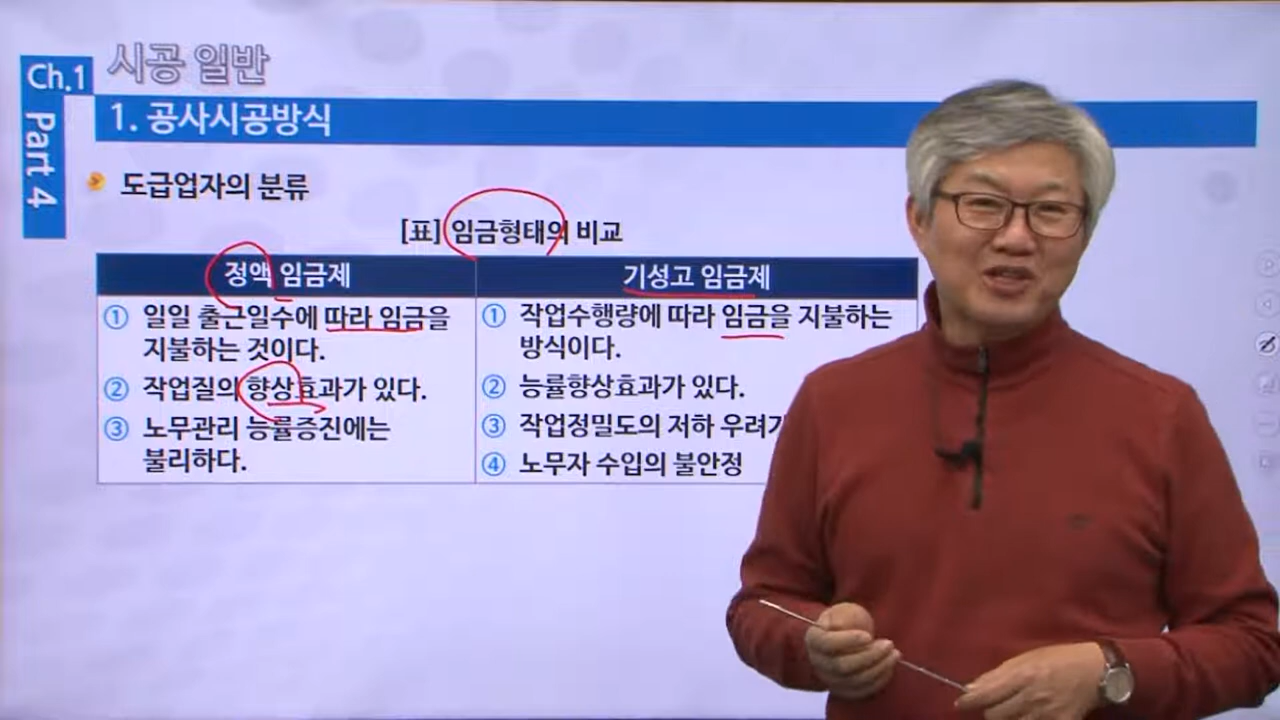 시공 일반
Ch.1
Part 4
1. 공사시공방식
도급업자의 분류
[표] 임금형태의 비교
정액 임금제
기성고 임금제
① 일일 출근일수에 따라 임금을
지불하는 것이다.
② 작업질의 향상효과가 있다.
③ 노무관리 능률증진에는
불리하다.
① 작업수행량에 따라 임금을 지불하는
방식이다.
② 능률향상효과가 있다.
③ 작업정밀도의 저하 우려가
④ 노무자 수입의 불안정